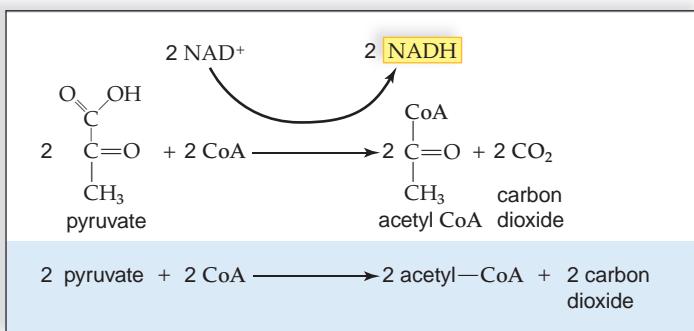 2 NAD⁺ 2 NADH
O OH CoA
C
2 C=O + 2 CoA 2 C=O + 2 CO₂
CH₃ CH₃ carbon
pyruvate acetyl CoA dioxide
2 pyruvate + 2 CoA 2 acetyl—CoA + 2 carbon
dioxide